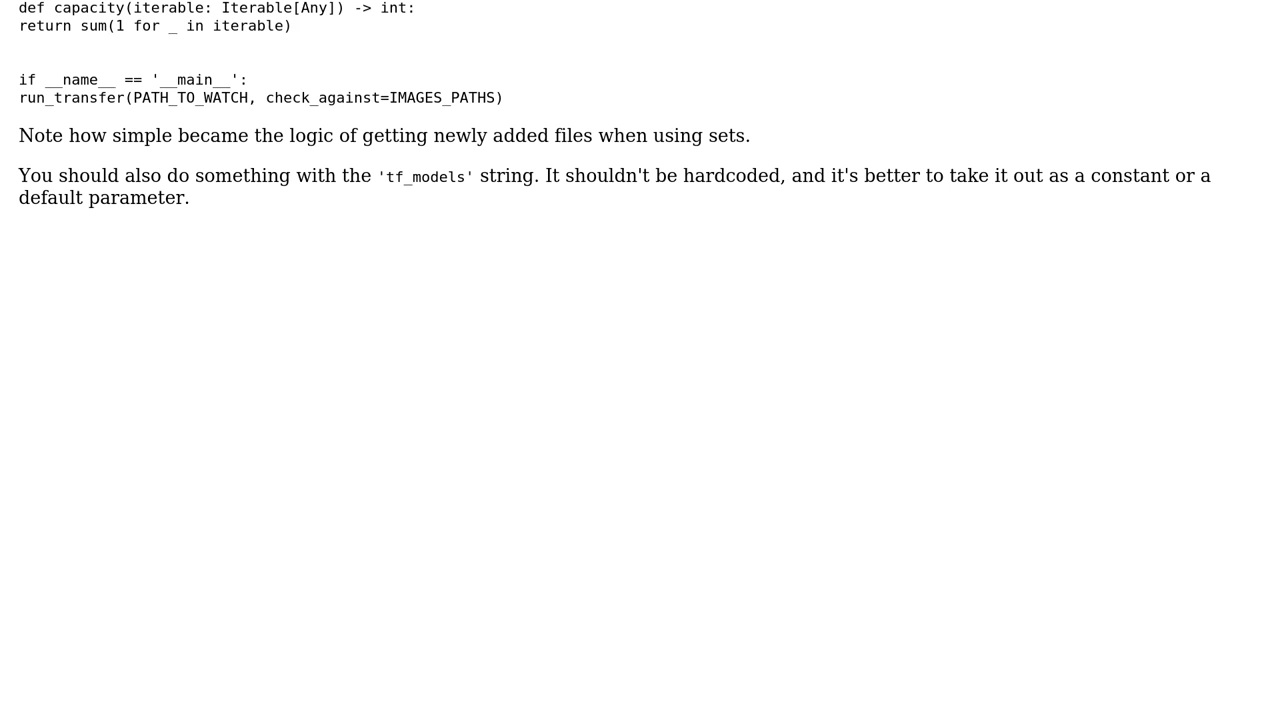 def capacity(iterable: Iterable[Any]) -> int:
return sum(1 for _ in iterable)
if __name__ == '__main__':
run_transfer(PATH_TO_WATCH, check_against=IMAGES_PATHS)
Note how simple became the logic of getting newly added files when using sets.
You should also do something with the 'tf_models' string. It shouldn't be hardcoded, and it's better to take it out as a constant or a
default parameter.